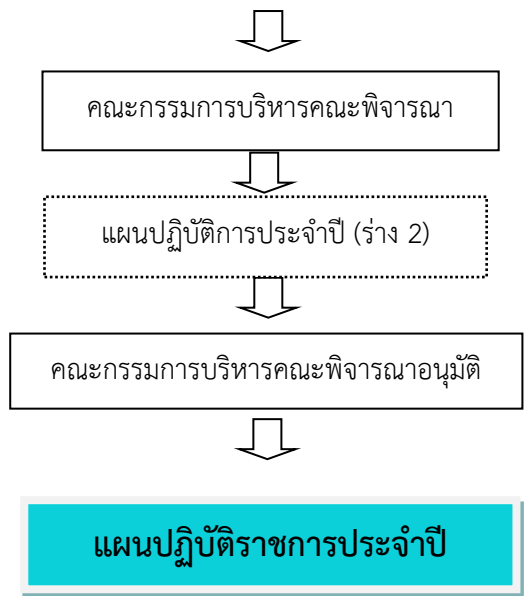 คณะกรรมการบริหารคณะพิจารณา
แผนปฏิบัติการประจำปี (ร่าง 2)
คณะกรรมการบริหารคณะพิจารณาอนุมัติ
แผนปฏิบัติราชการประจำปี